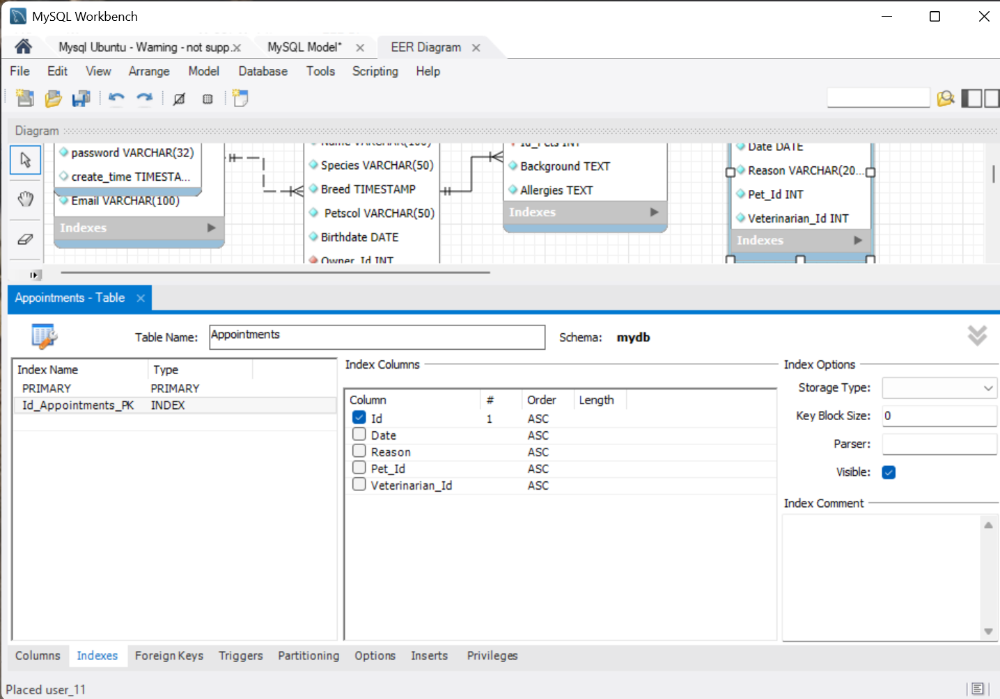 MySQL Workbench
Mysql Ubuntu - Warning - not supp.
MySQL Model*
EER Diagram
File Edit View Arrange Model Database Tools Scripting Help
Diagram
password VARCHAR(32)
create_time TIMESTA...
Email VARCHAR(100)
Indexes
Name VARCHAR(100)
Species VARCHAR(50)
Breed TIMESTAMP
Petscol VARCHAR(50)
Birthdate DATE
Owner_Id INT
Id_Pets INT
Background TEXT
Allergies TEXT
Indexes
Date DATE
Reason VARCHAR(20...
Pet_Id INT
Veterinarian_Id INT
Indexes
Appointments - Table
Table Name: Appointments Schema: mydb
Index Name Type
PRIMARY PRIMARY
Id_Appointments_PK INDEX
Index Columns
Column # Order Length
Id 1 ASC
Date ASC
Reason ASC
Pet_Id ASC
Veterinarian_Id ASC
Index Options
Storage Type:
Key Block Size: 0
Parser:
Visible:
Index Comment
Columns Indexes Foreign Keys Triggers Partitioning Options Inserts Privileges
Placed user_11